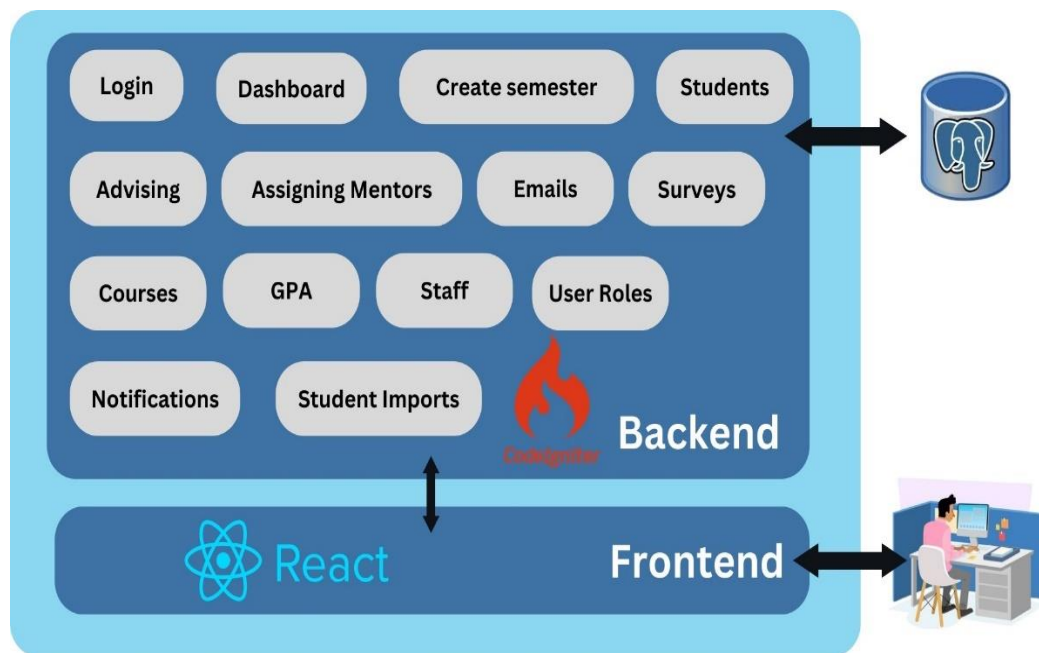 Login
Dashboard
Create semester
Students
Advising
Assigning Mentors
Emails
Surveys
Courses
GPA
Staff
User Roles
Notifications
Student Imports
CodeIgniter
Backend
React
Frontend